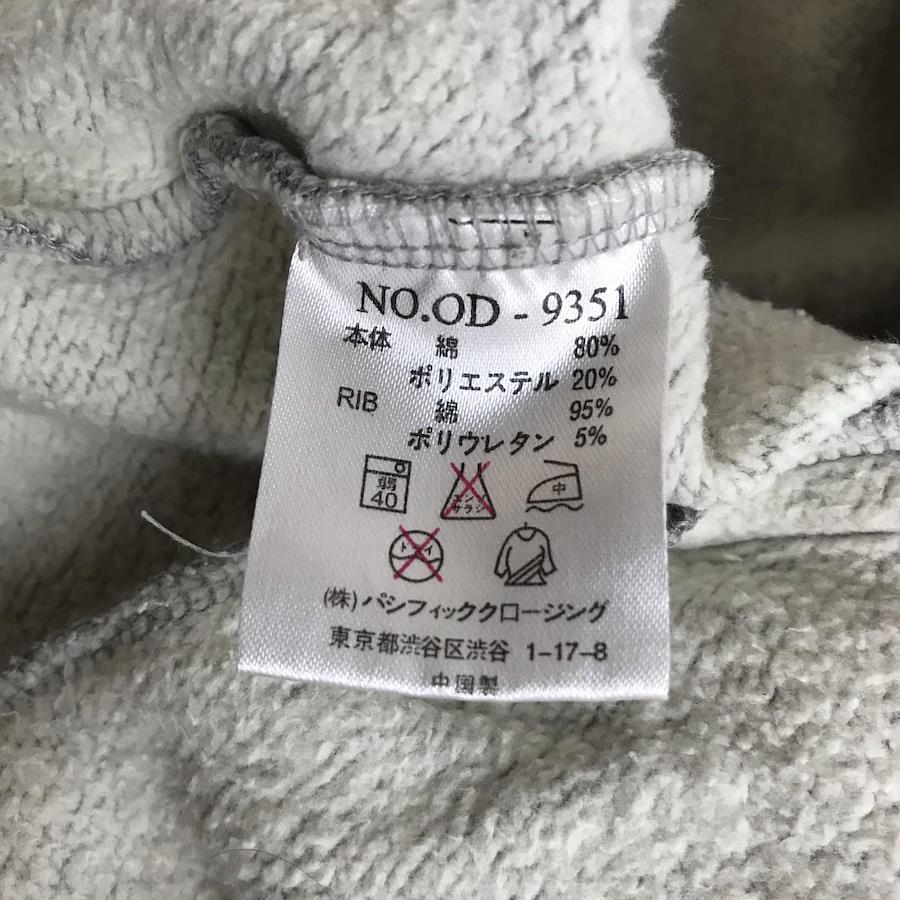 NO.OD - 9351
本体 綿 80%
ポリエステル 20%
RIB 綿 95%
ポリウレタン 5%
弱 40 エンソ サラシ 中
ドライ
(株)パシフィッククロージング
東京都渋谷区渋谷 1-17-8
中国製